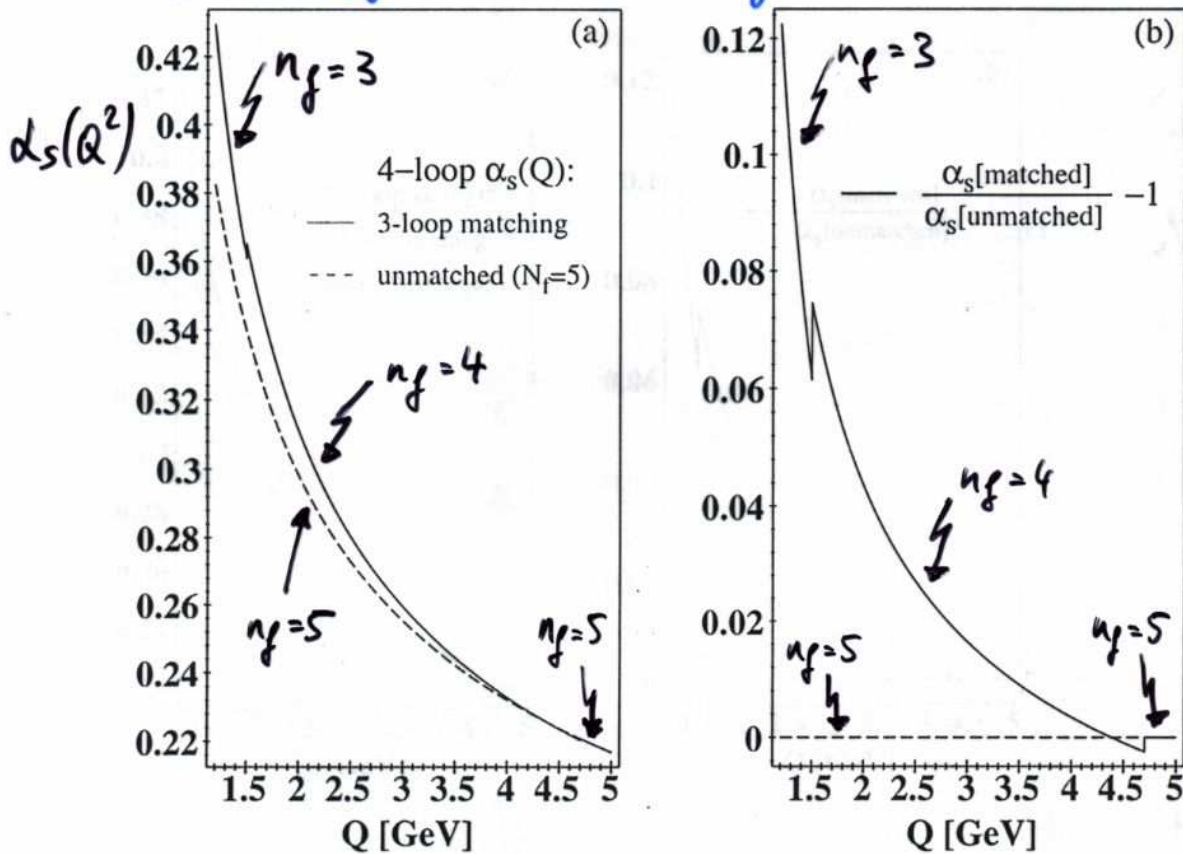 (a)
0.42
0.4
0.38
0.36
0.34
0.32
0.3
0.28
0.26
0.24
0.22
αs(Q²)
nf=3
4–loop αs(Q):
3-loop matching
unmatched (Nf=5)
nf=4
nf=5
nf=5
1.5 2 2.5 3 3.5 4 4.5 5
Q [GeV]
(b)
0.12
0.1
0.08
0.06
0.04
0.02
0
nf=3
αs[matched]
αs[unmatched] –1
nf=4
nf=5
nf=5
1.5 2 2.5 3 3.5 4 4.5 5
Q [GeV]